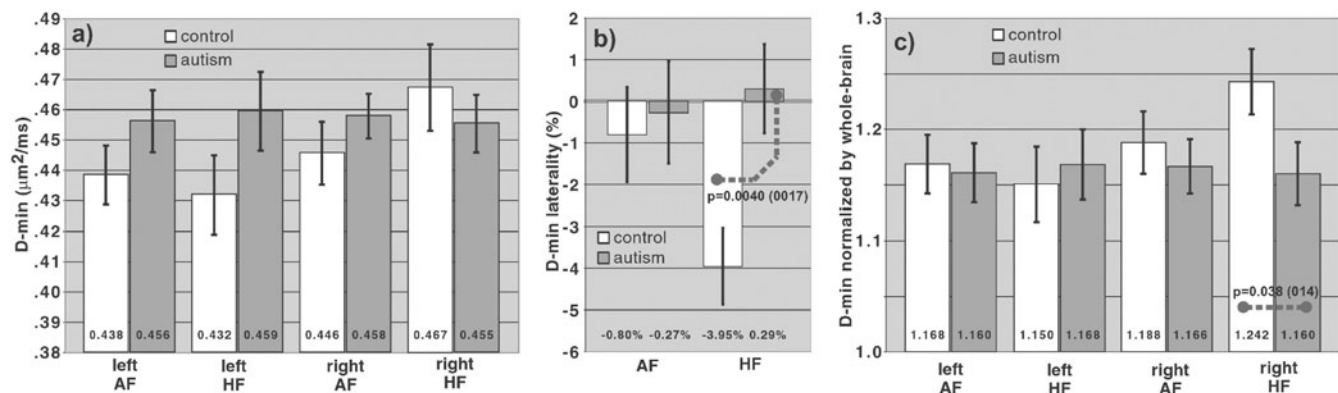 a)
control
autism
D-min (μm²/ms)
.49
.48
.47
.46
.45
.44
.43
.42
.41
.40
.39
.38
0.438 0.456 0.432 0.459 0.446 0.458 0.467 0.455
left AF
left HF
right AF
right HF
b)
D-min laterality (%)
2
1
0
-1
-2
-3
-4
-5
-6
p=0.0040 (0017)
control
autism
-0.80% -0.27% -3.95% 0.29%
AF HF
c)
control
autism
D-min normalized by whole-brain
1.3
1.2
1.1
1.0
p=0.038 (014)
1.168 1.160 1.150 1.168 1.188 1.166 1.242 1.160
left AF
left HF
right AF
right HF